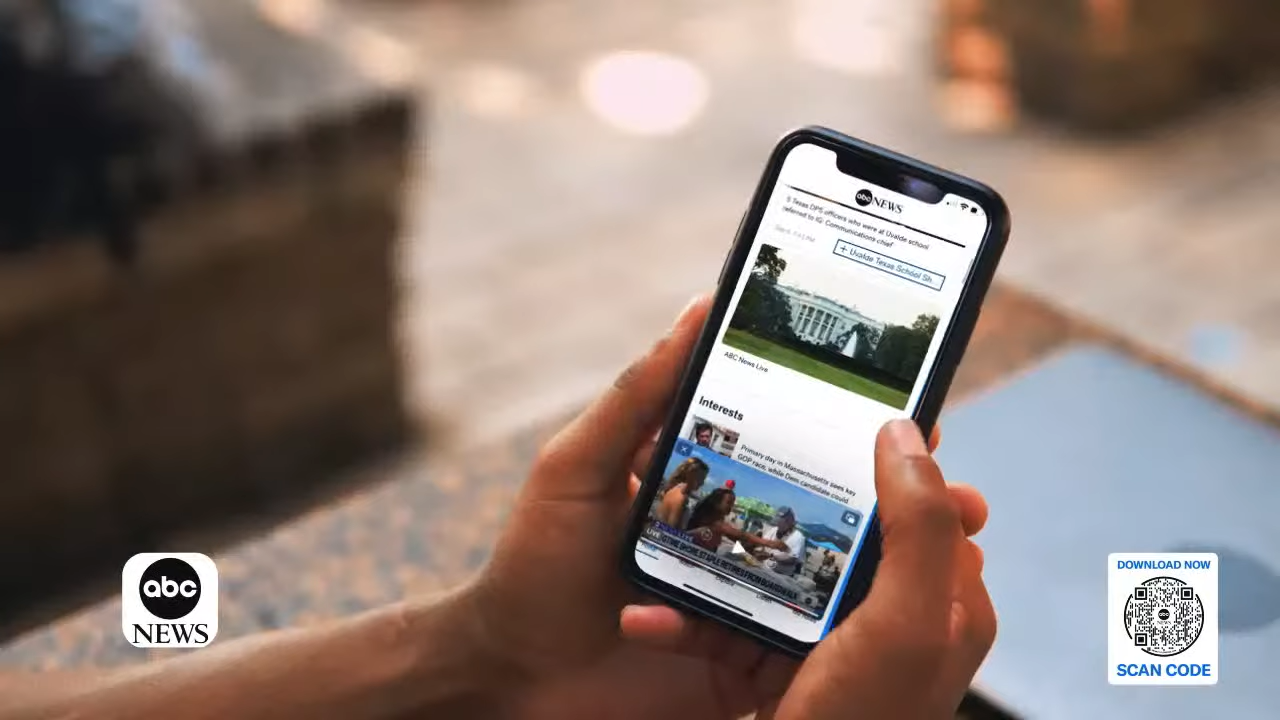 abc NEWS
5 Texas DPS officers who were at Uvalde school
referred to IG: Communications chief
+ Uvalde Texas School Sh...
ABC News Live
Interests
Primary day in Massachusetts sees key
GOP race, while Dem candidate could
LIVE
abc
NEWS
DOWNLOAD NOW
SCAN CODE